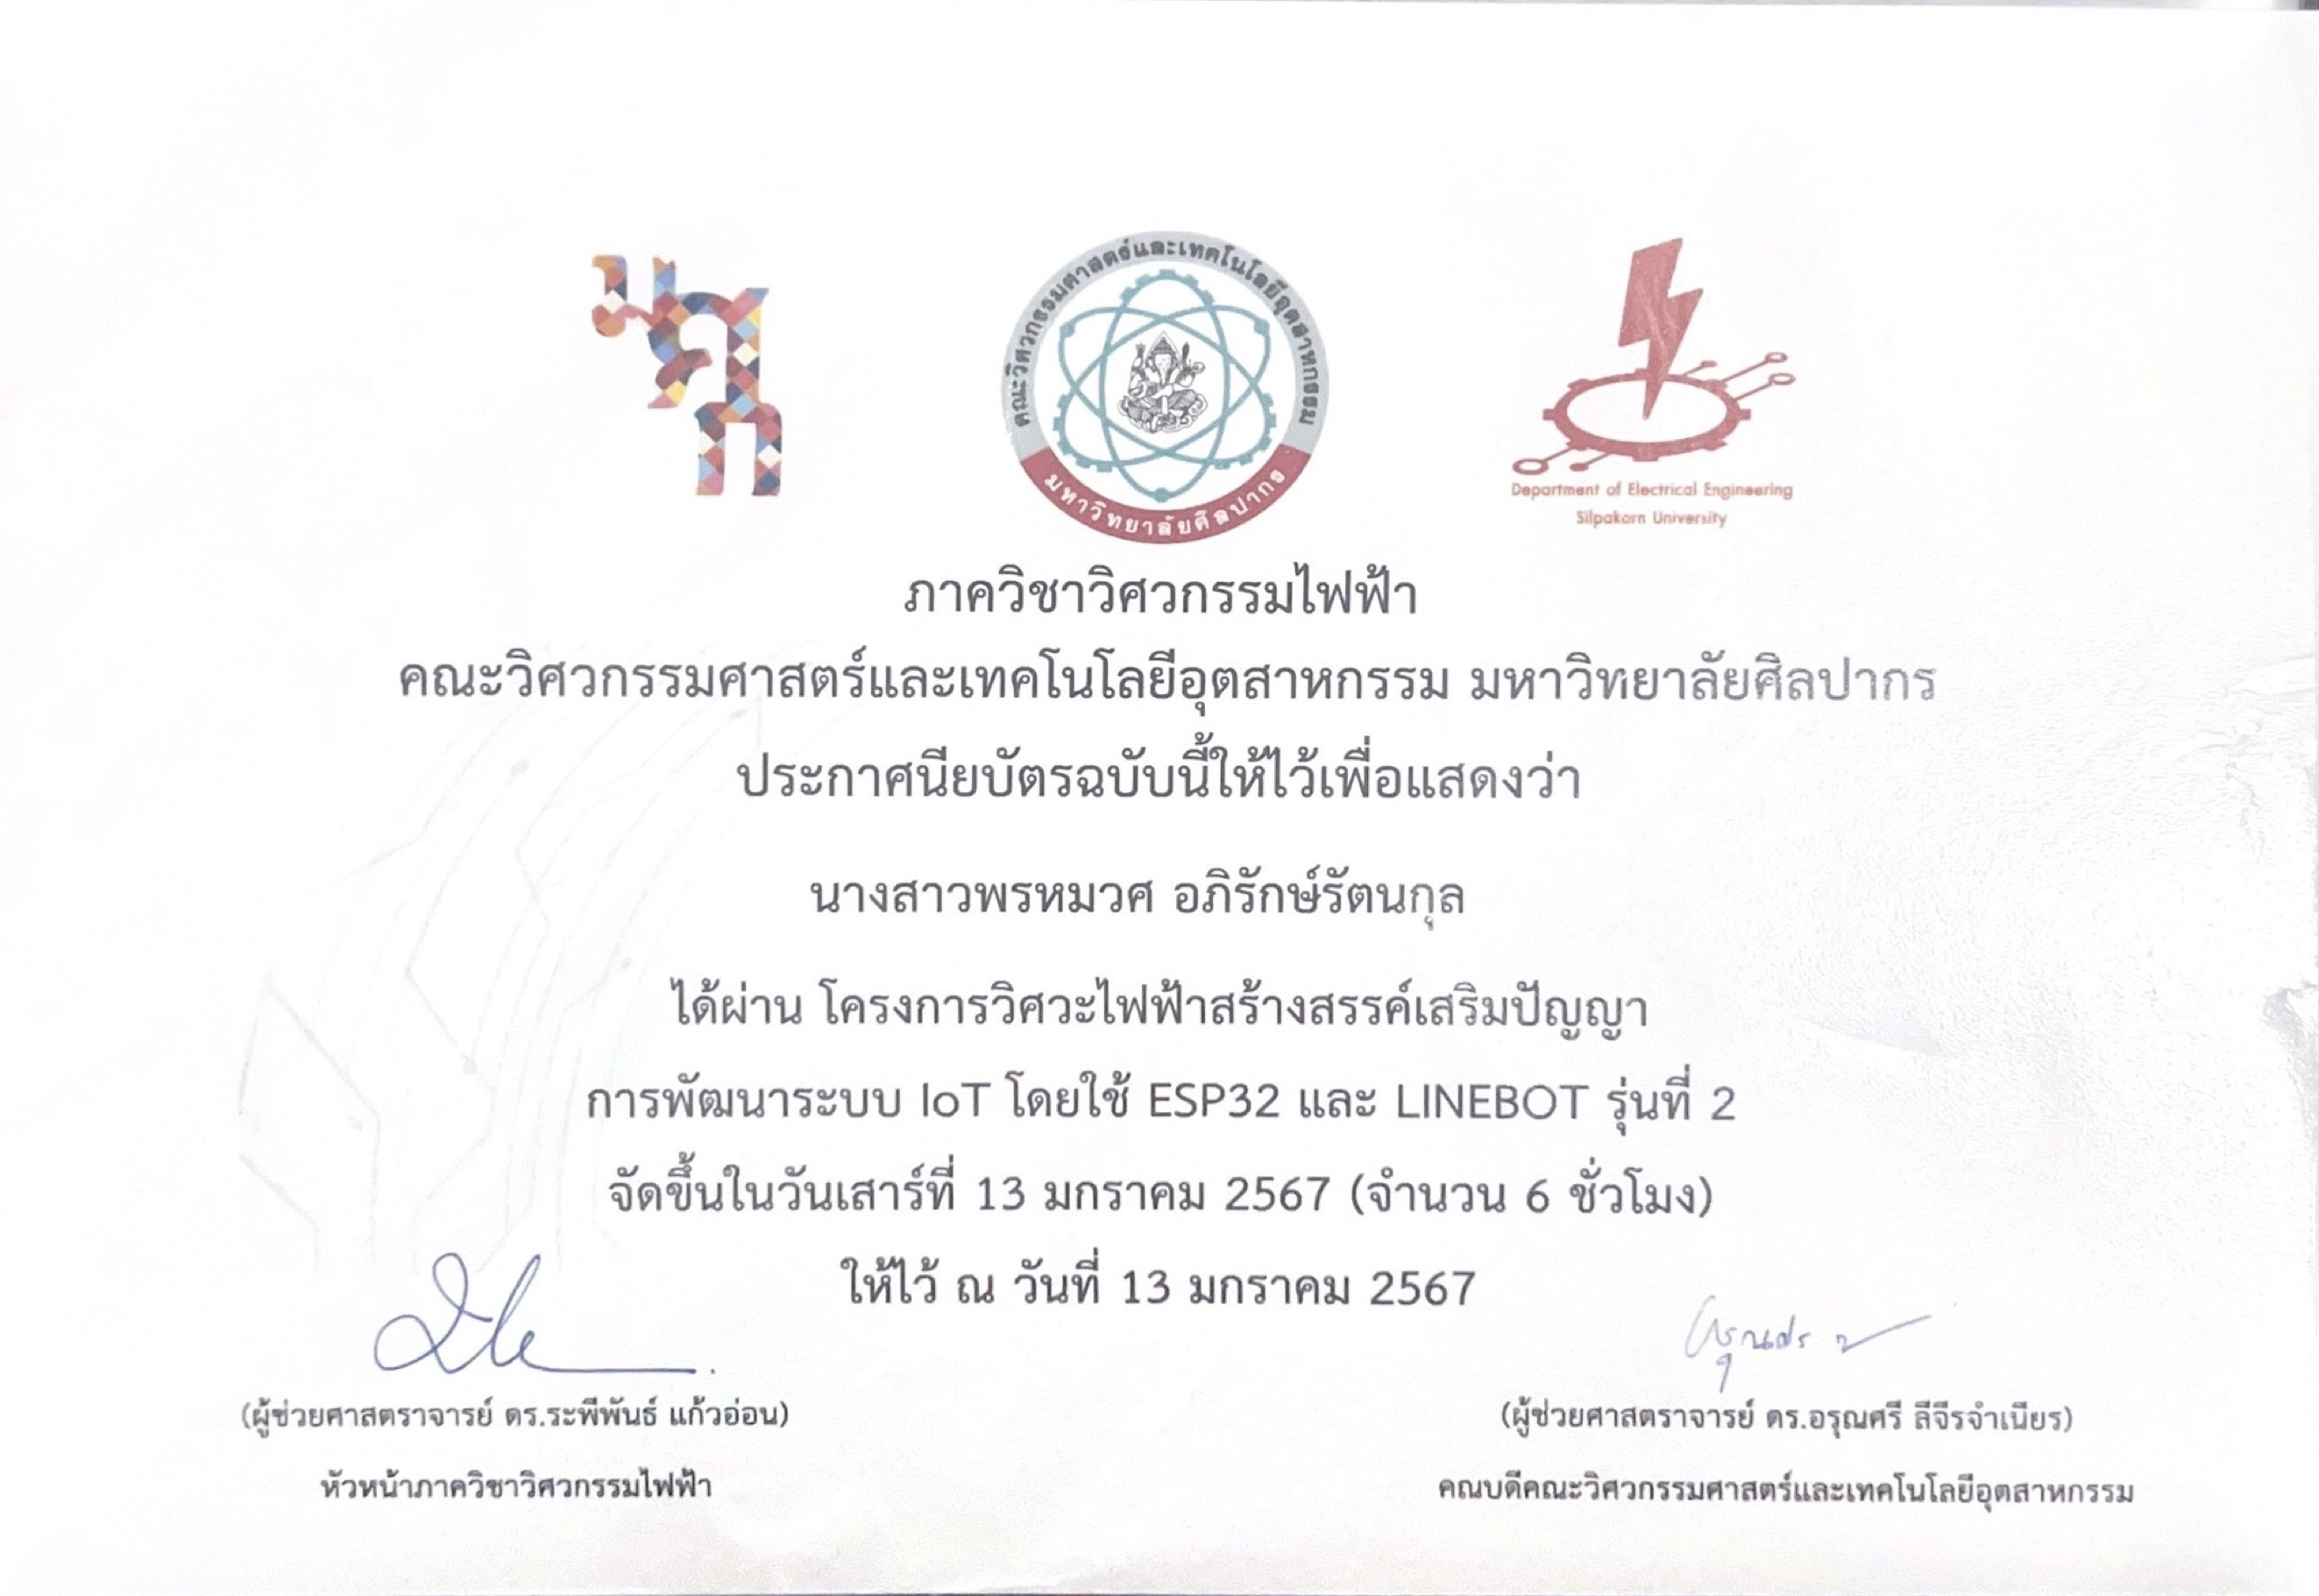 มศก
คณะวิศวกรรมศาสตร์และเทคโนโลยีอุตสาหกรรม
มหาวิทยาลัยศิลปากร
Department of Electrical Engineering
Silpakorn University
ภาควิชาวิศวกรรมไฟฟ้า
คณะวิศวกรรมศาสตร์และเทคโนโลยีอุตสาหกรรม มหาวิทยาลัยศิลปากร
ประกาศนียบัตรฉบับนี้ให้ไว้เพื่อแสดงว่า
นางสาวพรหมวศ อภิรักษ์รัตนกุล
ได้ผ่าน โครงการวิศวะไฟฟ้าสร้างสรรค์เสริมปัญญา
การพัฒนาระบบ IoT โดยใช้ ESP32 และ LINEBOT รุ่นที่ 2
จัดขึ้นในวันเสาร์ที่ 13 มกราคม 2567 (จำนวน 6 ชั่วโมง)
ให้ไว้ ณ วันที่ 13 มกราคม 2567
(ผู้ช่วยศาสตราจารย์ ดร.ระพีพันธ์ แก้วอ่อน)
หัวหน้าภาควิชาวิศวกรรมไฟฟ้า
(ผู้ช่วยศาสตราจารย์ ดร.อรุณศรี ลีจีรจำเนียร)
คณบดีคณะวิศวกรรมศาสตร์และเทคโนโลยีอุตสาหกรรม